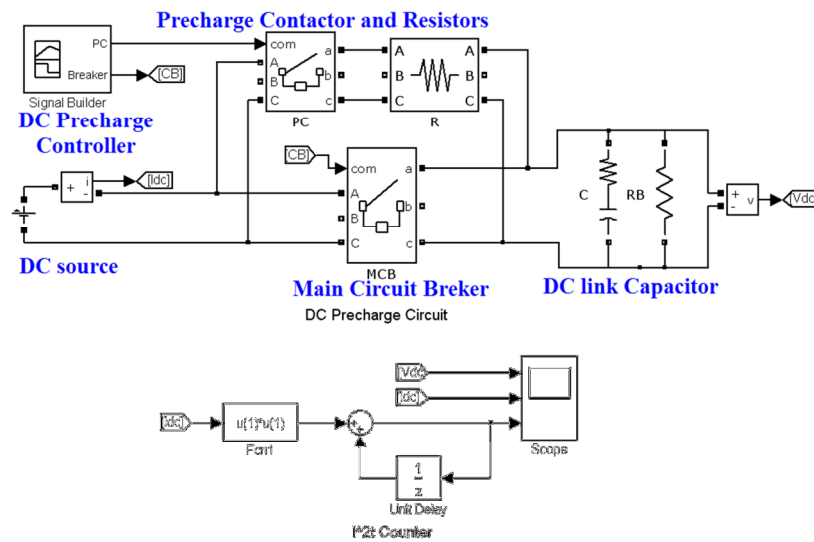 Precharge Contactor and Resistors
PC
Breaker
[CB]
Signal Builder
DC Precharge
Controller
com
A
B
C
a
b
c
PC
A
B
C
A
B
C
R
[CB]
com
A
B
C
a
b
c
MCB
+
-
i
[Idc]
DC source
Main Circuit Breker
DC Precharge Circuit
C
RB
+
-
v
[Vdc
DC link Capacitor
[Vdc]
[Idc]
Scope
[Idc]
u(1)*u(1)
Fcn1
+
+
1
z
Unit Delay
I^2t Counter